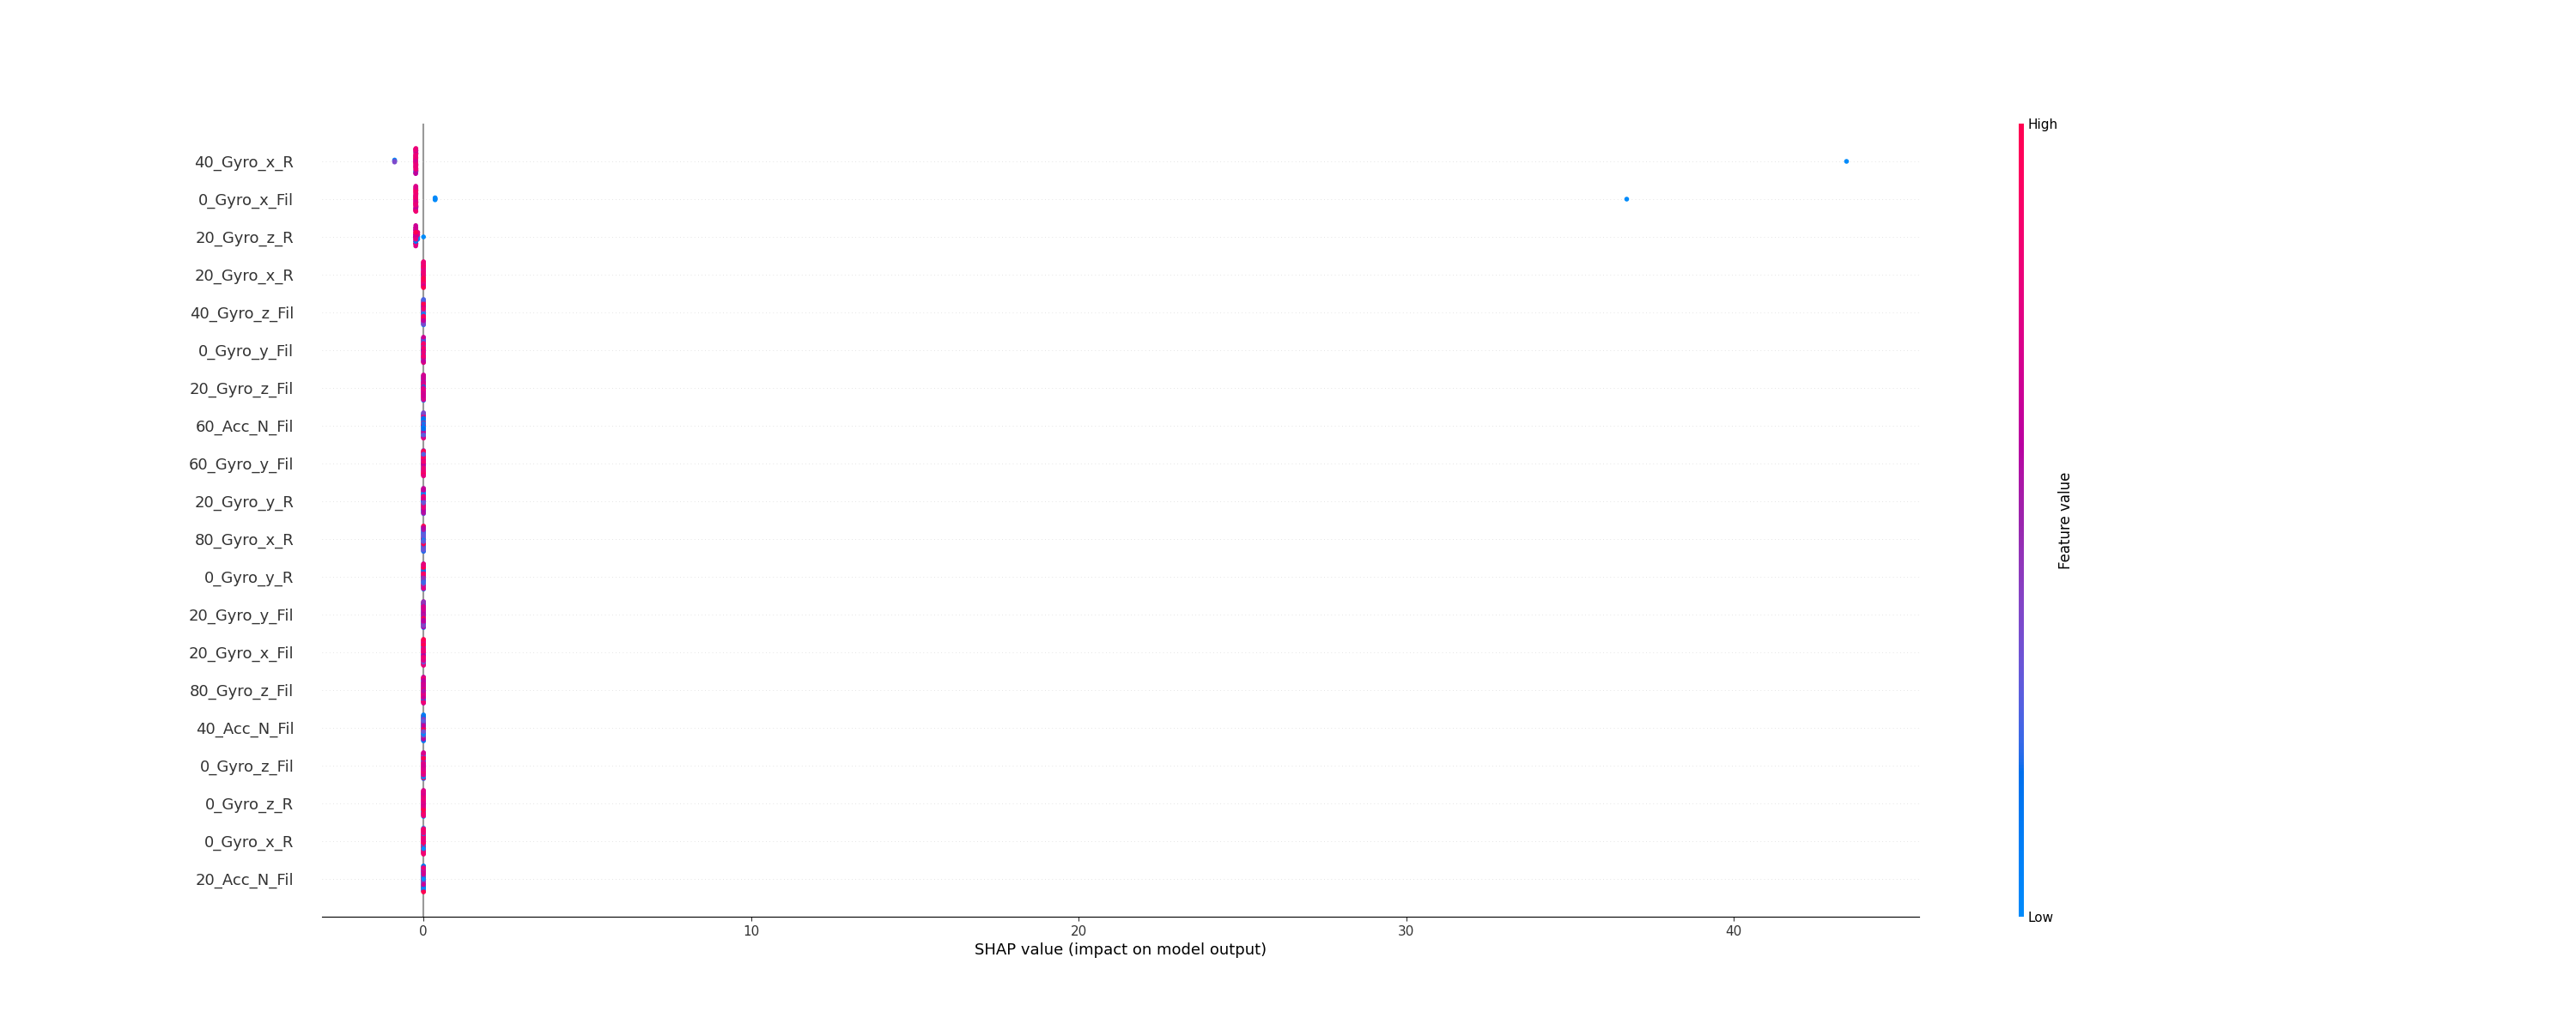 High
40_Gyro_x_R
0_Gyro_x_Fil
20_Gyro_z_R
20_Gyro_x_R
40_Gyro_z_Fil
0_Gyro_y_Fil
20_Gyro_z_Fil
60_Acc_N_Fil
60_Gyro_y_Fil
20_Gyro_y_R
80_Gyro_x_R
0_Gyro_y_R
20_Gyro_y_Fil
20_Gyro_x_Fil
80_Gyro_z_Fil
40_Acc_N_Fil
0_Gyro_z_Fil
0_Gyro_z_R
0_Gyro_x_R
20_Acc_N_Fil
Feature value
Low
0 10 20 30 40
SHAP value (impact on model output)